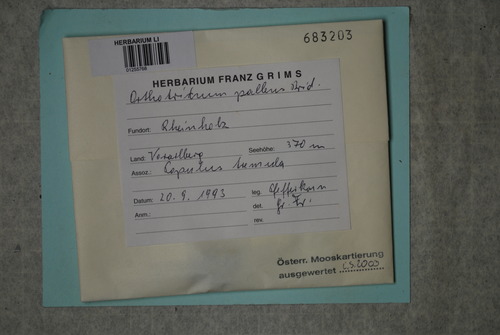 683203
HERBARIUM LI
HERBARIUM FRANZ GRIMS
Orthotrichum pallens
Fundort: Rheinholz
Land: Vorarlberg Seehöhe: 370 m
Assoz.: Populus tremula
Datum: 20. 9. 1993 leg.
Anm.: det.
rev.
Österr. Mooskartierung
ausgewertet